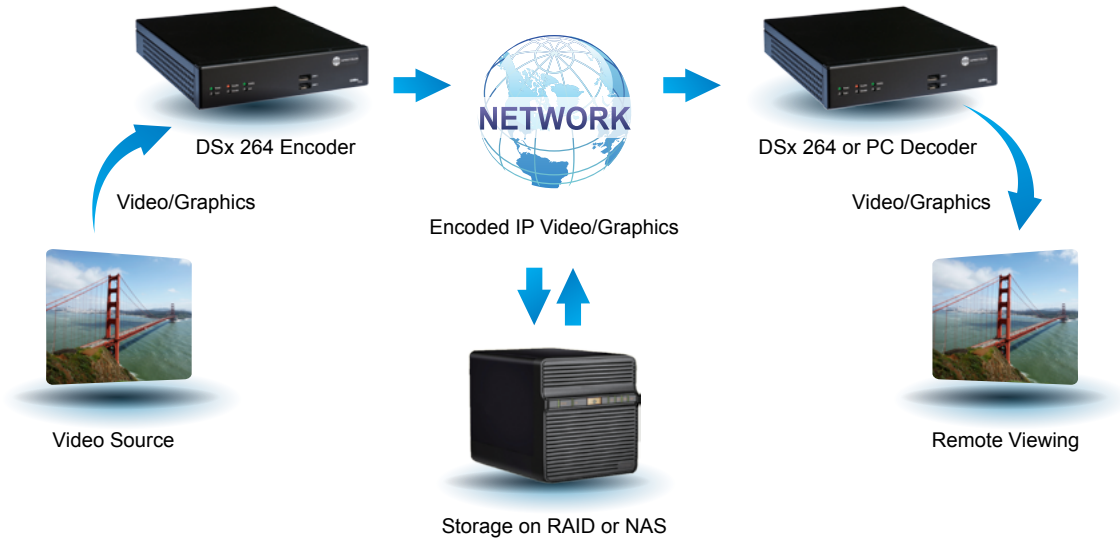 DSx 264 Encoder
NETWORK
DSx 264 or PC Decoder
Video/Graphics
Encoded IP Video/Graphics
Video/Graphics
Video Source
Remote Viewing
Storage on RAID or NAS